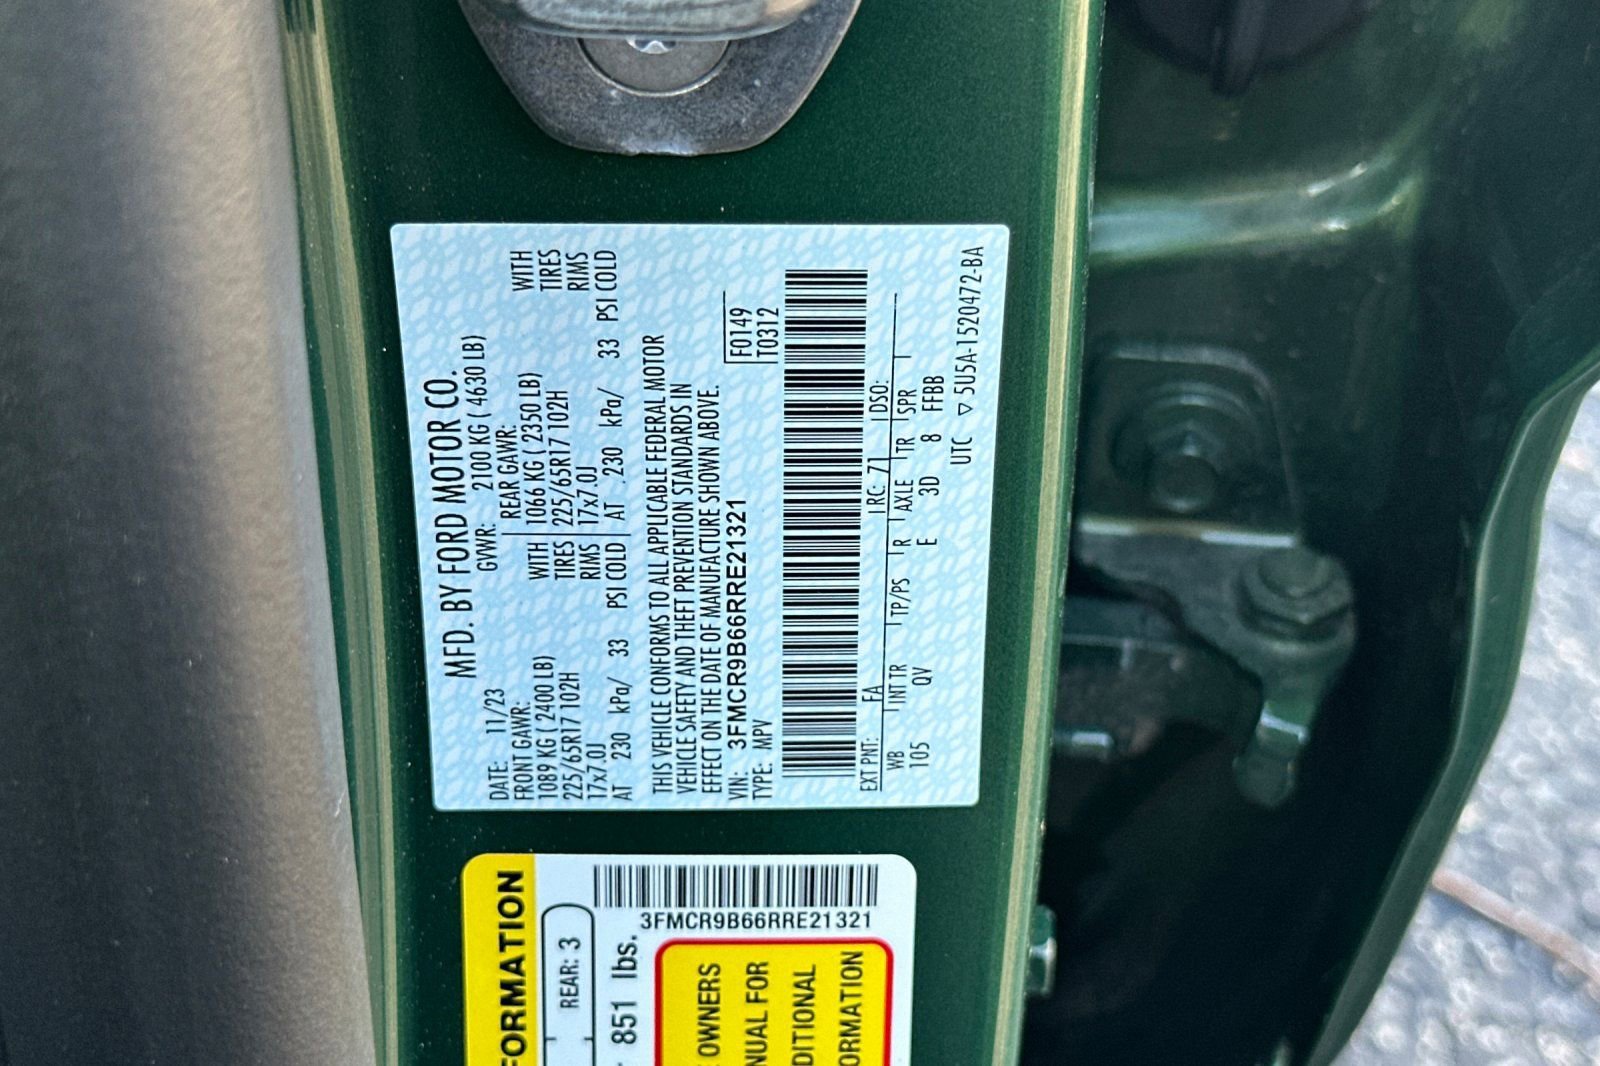 MFD. BY FORD MOTOR CO.
DATE: 11/23 GVWR: 2100 KG ( 4630 LB)
FRONT GAWR: REAR GAWR:
1089 KG ( 2400 LB) WITH 1066 KG ( 2350 LB) WITH
225/65R17 102H TIRES 225/65R17 102H TIRES
17x7.0J RIMS 17x7.0J RIMS
AT 230 kPa/ 33 PSI COLD AT 230 kPa/ 33 PSI COLD
THIS VEHICLE CONFORMS TO ALL APPLICABLE FEDERAL MOTOR
VEHICLE SAFETY AND THEFT PREVENTION STANDARDS IN
EFFECT ON THE DATE OF MANUFACTURE SHOWN ABOVE.
VIN: 3FMCR9B66RRE21321 F0149
TYPE: MPV T0312
EXT PNT: FA RC: 71 DSO:
WB INT TR TP/PS R AXLE TR SPR
105 QV E 3D 8 FFBB
UTC ▽ 5U5A-1520472-BA
FORMATION
REAR: 3
851 lbs.
3FMCR9B66RRE21321
OWNERS
NUAL FOR
DITIONAL
ORMATION